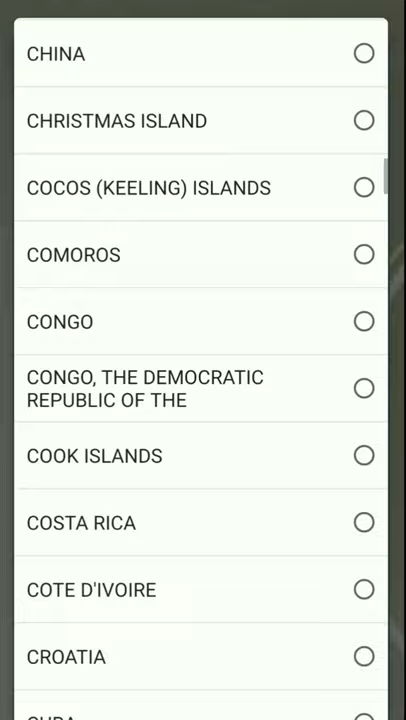 CHINA
CHRISTMAS ISLAND
COCOS (KEELING) ISLANDS
COMOROS
CONGO
CONGO, THE DEMOCRATIC
REPUBLIC OF THE
COOK ISLANDS
COSTA RICA
COTE D'IVOIRE
CROATIA
CUBA